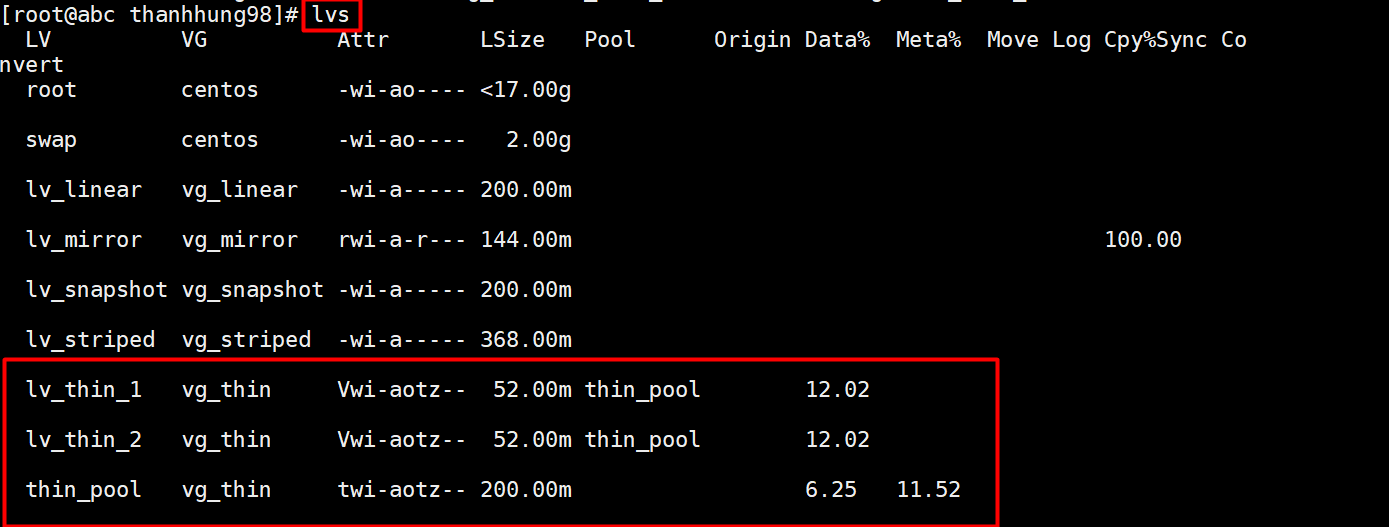 [root@abc thanhhung98]# lvs
  LV          VG          Attr       LSize   Pool      Origin Data%  Meta%  Move Log Cpy%Sync Co
nvert
  root        centos      -wi-ao---- <17.00g
  swap        centos      -wi-ao----   2.00g
  lv_linear   vg_linear   -wi-a----- 200.00m
  lv_mirror   vg_mirror   rwi-a-r--- 144.00m                                         100.00
  lv_snapshot vg_snapshot -wi-a----- 200.00m
  lv_striped  vg_striped  -wi-a----- 368.00m
  lv_thin_1   vg_thin     Vwi-aotz--  52.00m thin_pool        12.02
  lv_thin_2   vg_thin     Vwi-aotz--  52.00m thin_pool        12.02
  thin_pool   vg_thin     twi-aotz-- 200.00m                  6.25   11.52